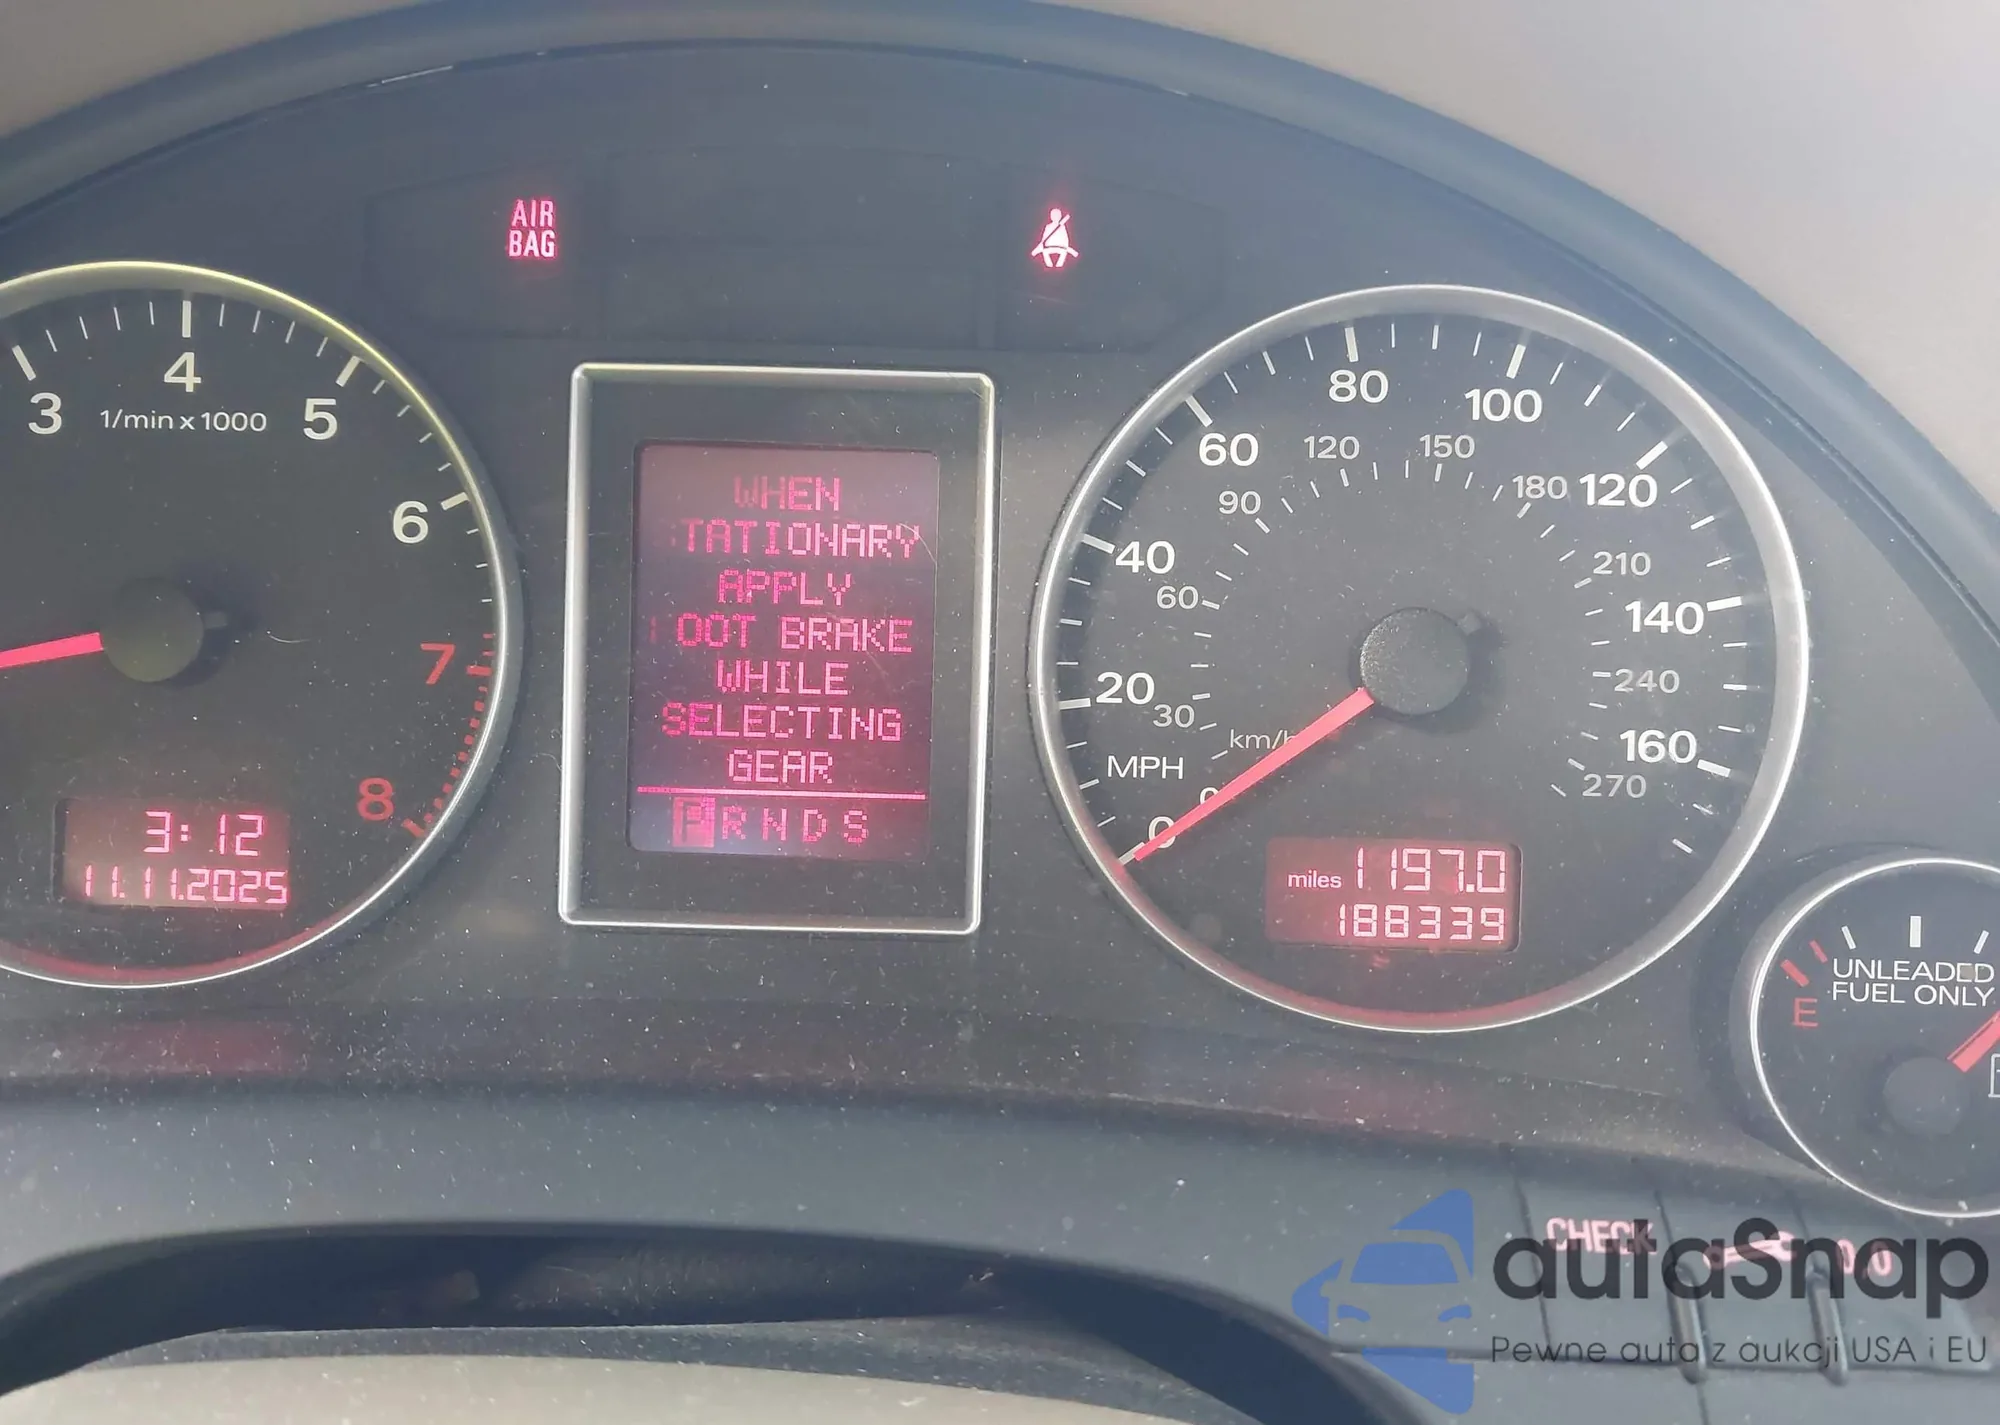 AIR
BAG
3
4
5
6
7
8
1/min x 1000
3:12
11.11.2025
WHEN
TATIONARY
APPLY
OOT BRAKE
WHILE
SELECTING
GEAR
P R N D S
0
20
40
60
80
100
120
140
160
MPH
km/h
0
30
60
90
120
150
180
210
240
270
miles 1197.0
188339
UNLEADED
FUEL ONLY
E
CHECK
0.0
autaSnap
Pewne auta z aukcji USA i EU